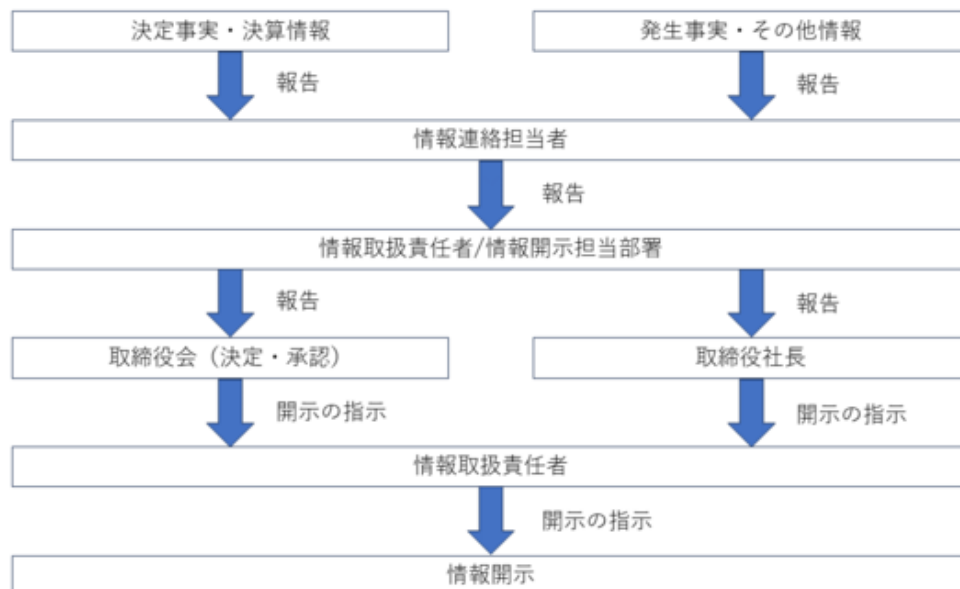 決定事実・決算情報
発生事実・その他情報
報告
報告
情報連絡担当者
報告
情報取扱責任者/情報開示担当部署
報告
報告
取締役会（決定・承認）
取締役社長
開示の指示
開示の指示
情報取扱責任者
開示の指示
情報開示